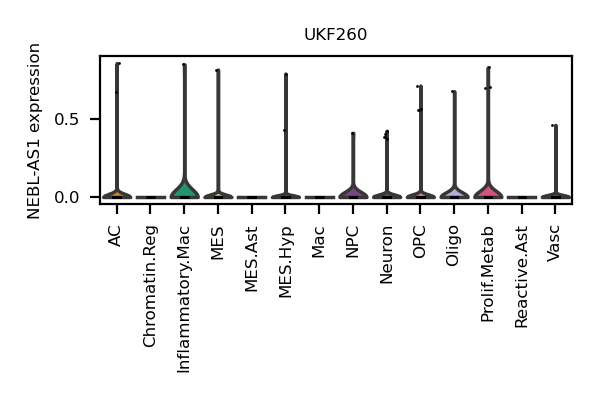 UKF260
NEBL-AS1 expression
0.5
0.0
AC
Chromatin.Reg
Inflammatory.Mac
MES
MES.Ast
MES.Hyp
Mac
NPC
Neuron
OPC
Oligo
Prolif.Metab
Reactive.Ast
Vasc